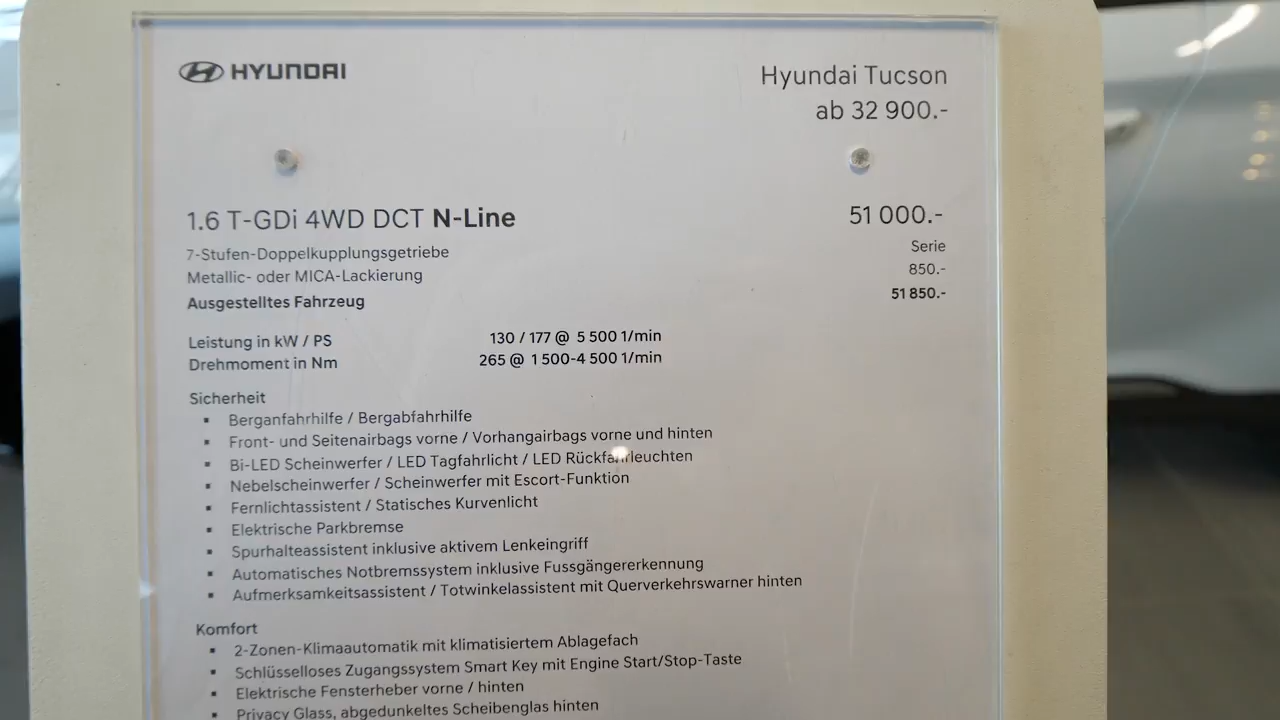 HYUNDAI
Hyundai Tucson
ab 32 900.-
1.6 T-GDi 4WD DCT N-Line 51 000.-
7-Stufen-Doppelkupplungsgetriebe Serie
Metallic- oder MICA-Lackierung 850.-
Ausgestelltes Fahrzeug 51 850.-
Leistung in kW / PS 130 / 177 @ 5 500 1/min
Drehmoment in Nm 265 @ 1 500-4 500 1/min
Sicherheit
▪ Berganfahrhilfe / Bergabfahrhilfe
▪ Front- und Seitenairbags vorne / Vorhangairbags vorne und hinten
▪ Bi-LED Scheinwerfer / LED Tagfahrlicht / LED Rückfahrleuchten
▪ Nebelscheinwerfer / Scheinwerfer mit Escort-Funktion
▪ Fernlichtassistent / Statisches Kurvenlicht
▪ Elektrische Parkbremse
▪ Spurhalteassistent inklusive aktivem Lenkeingriff
▪ Automatisches Notbremssystem inklusive Fussgängererkennung
▪ Aufmerksamkeitsassistent / Totwinkelassistent mit Querverkehrswarner hinten
Komfort
▪ 2-Zonen-Klimaautomatik mit klimatisiertem Ablagefach
▪ Schlüsselloses Zugangssystem Smart Key mit Engine Start/Stop-Taste
▪ Elektrische Fensterheber vorne / hinten
▪ Privacy Glass, abgedunkeltes Scheibenglas hinten